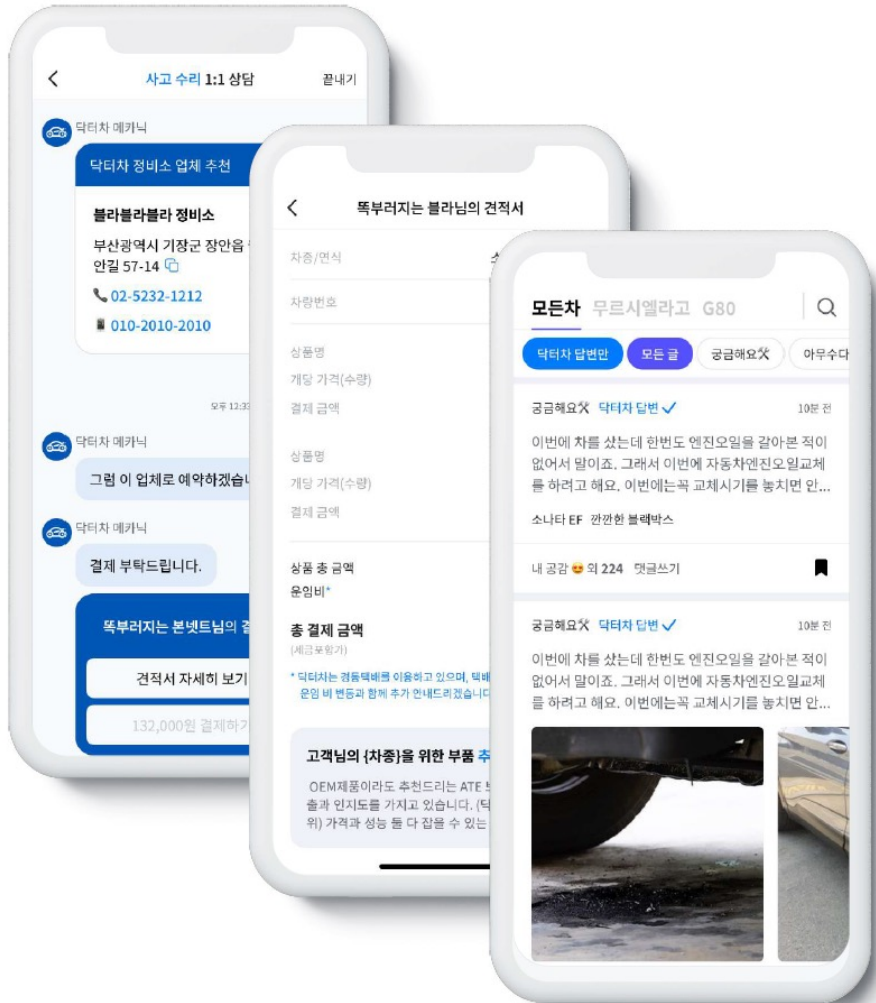 사고 수리 1:1 상담
끝내기
닥터차 메카닉
닥터차 정비소 업체 추천
블라블라블라 정비소
부산광역시 기장군 장안읍
안길 57-14
02-5232-1212
010-2010-2010
오후 12:33
닥터차 메카닉
그럼 이 업체로 예약하겠습니
닥터차 메카닉
결제 부탁드립니다.
똑부러지는 본넷트님의
견적서 자세히 보기
132,000원 결제하기
똑부러지는 블라님의 견적서
차종/연식
차량번호
상품명
개당 가격(수량)
결제 금액
상품명
개당 가격(수량)
결제 금액
상품 총 금액
운임비*
총 결제 금액
(세금포함가)
* 닥터차는 경동택배를 이용하고 있으며, 택배
운임 비 변동과 함께 추가 안내드리겠습니다
고객님의 {차종}을 위한 부품 추
OEM제품이라도 추천드리는 ATE
출과 인지도를 가지고 있습니다. (닥
위) 가격과 성능 둘 다 잡을 수 있는
모든차 무르시엘라고 G80
닥터차 답변만 모든 글 궁금해요🛠 아무수다
궁금해요🛠 닥터차 답변 ✓ 10분 전
이번에 차를 샀는데 한번도 엔진오일을 갈아본 적이
없어서 말이죠. 그래서 이번에 자동차엔진오일교체
를 하려고 해요. 이번에는꼭 교체시기를 놓치면 안...
소나타 EF 깐깐한 블랙박스
내 공감 😍 외 224 댓글쓰기
궁금해요🛠 닥터차 답변 ✓ 10분 전
이번에 차를 샀는데 한번도 엔진오일을 갈아본 적이
없어서 말이죠. 그래서 이번에 자동차엔진오일교체
를 하려고 해요. 이번에는꼭 교체시기를 놓치면 안...